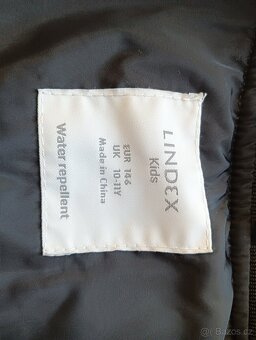 LINDEX
Kids
EUR 146
UK 10-11Y
Made in China
Water repellent
©Bazos.cz